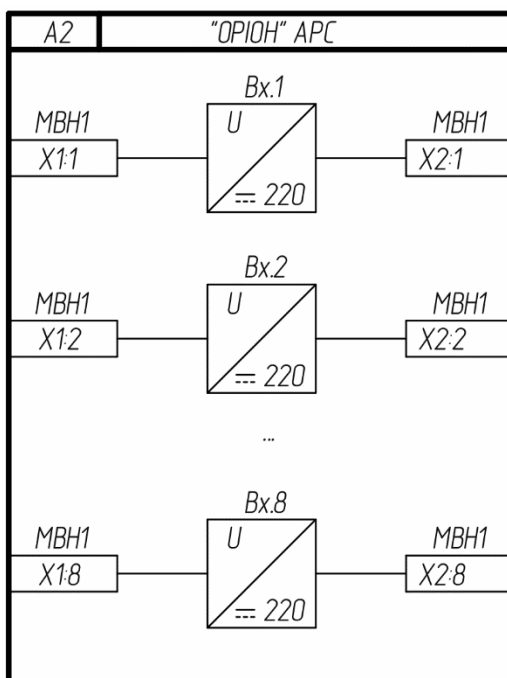 А2 "ОРІОН" АРС
Вх.1
МВН1 U МВН1
X1:1 X2:1
⎓ 220
Вх.2
МВН1 U МВН1
X1:2 X2:2
⎓ 220
...
Вх.8
МВН1 U МВН1
X1:8 X2:8
⎓ 220